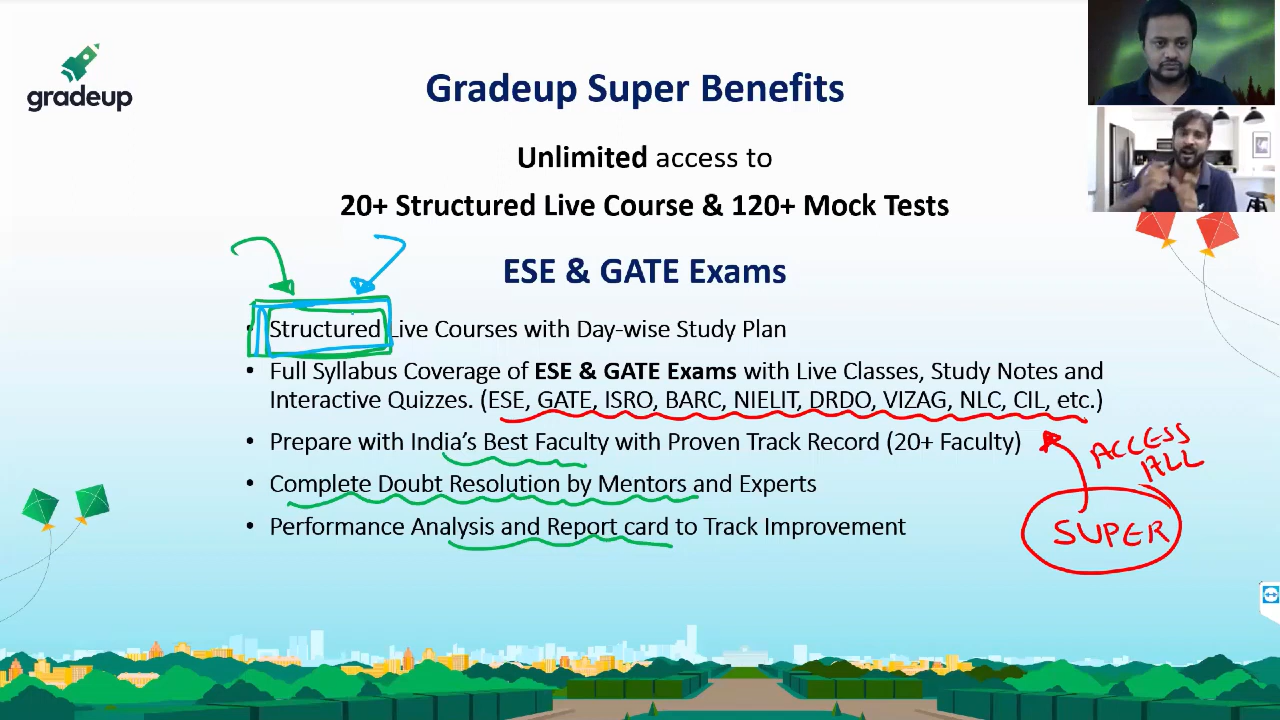 gradeup
Gradeup Super Benefits
Unlimited access to
20+ Structured Live Course & 120+ Mock Tests
ESE & GATE Exams
• Structured Live Courses with Day-wise Study Plan
• Full Syllabus Coverage of ESE & GATE Exams with Live Classes, Study Notes and
Interactive Quizzes. (ESE, GATE, ISRO, BARC, NIELIT, DRDO, VIZAG, NLC, CIL, etc.)
• Prepare with India's Best Faculty with Proven Track Record (20+ Faculty)
• Complete Doubt Resolution by Mentors and Experts
• Performance Analysis and Report card to Track Improvement
ACCESS
ALL
SUPER